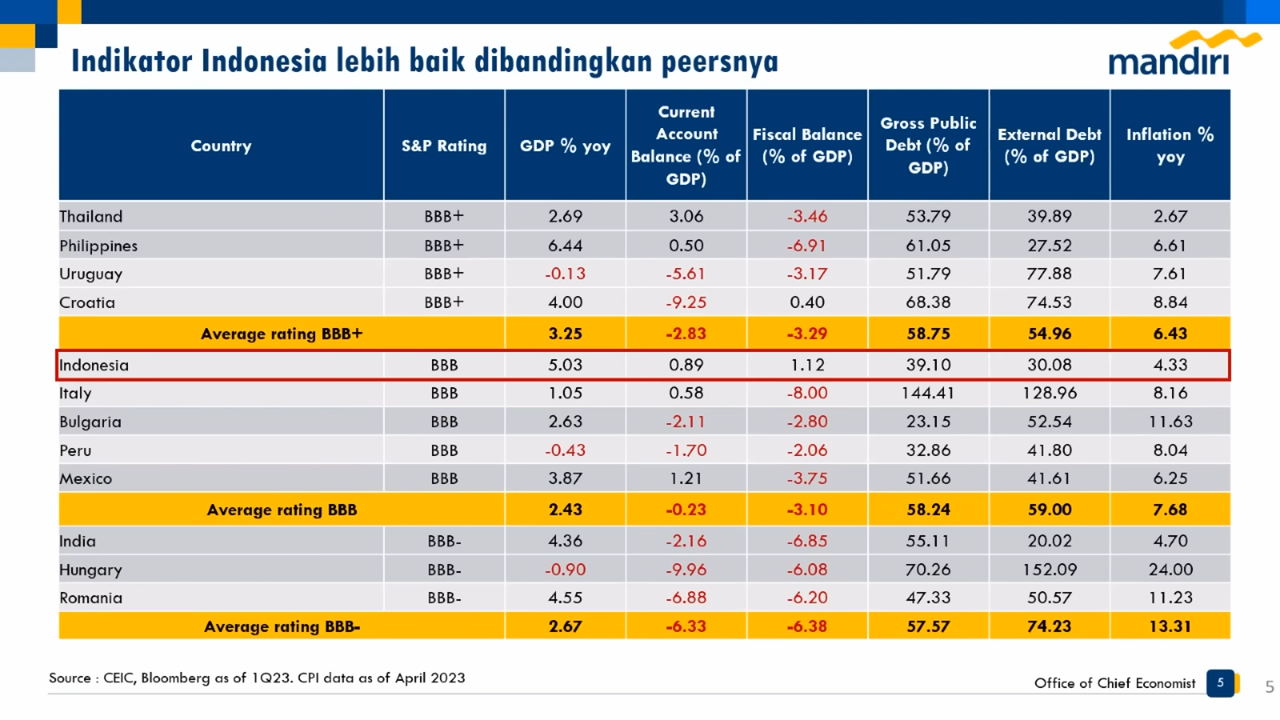 Indikator Indonesia lebih baik dibandingkan peersnya
mandiri
Country S&P Rating GDP % yoy Current Account Balance (% of GDP) Fiscal Balance (% of GDP) Gross Public Debt (% of GDP) External Debt (% of GDP) Inflation % yoy
Thailand BBB+ 2.69 3.06 -3.46 53.79 39.89 2.67
Philippines BBB+ 6.44 0.50 -6.91 61.05 27.52 6.61
Uruguay BBB+ -0.13 -5.61 -3.17 51.79 77.88 7.61
Croatia BBB+ 4.00 -9.25 0.40 68.38 74.53 8.84
Average rating BBB+ 3.25 -2.83 -3.29 58.75 54.96 6.43
Indonesia BBB 5.03 0.89 1.12 39.10 30.08 4.33
Italy BBB 1.05 0.58 -8.00 144.41 128.96 8.16
Bulgaria BBB 2.63 -2.11 -2.80 23.15 52.54 11.63
Peru BBB -0.43 -1.70 -2.06 32.86 41.80 8.04
Mexico BBB 3.87 1.21 -3.75 51.66 41.61 6.25
Average rating BBB 2.43 -0.23 -3.10 58.24 59.00 7.68
India BBB- 4.36 -2.16 -6.85 55.11 20.02 4.70
Hungary BBB- -0.90 -9.96 -6.08 70.26 152.09 24.00
Romania BBB- 4.55 -6.88 -6.20 47.33 50.57 11.23
Average rating BBB- 2.67 -6.33 -6.38 57.57 74.23 13.31
Source : CEIC, Bloomberg as of 1Q23. CPI data as of April 2023
Office of Chief Economist 5 5